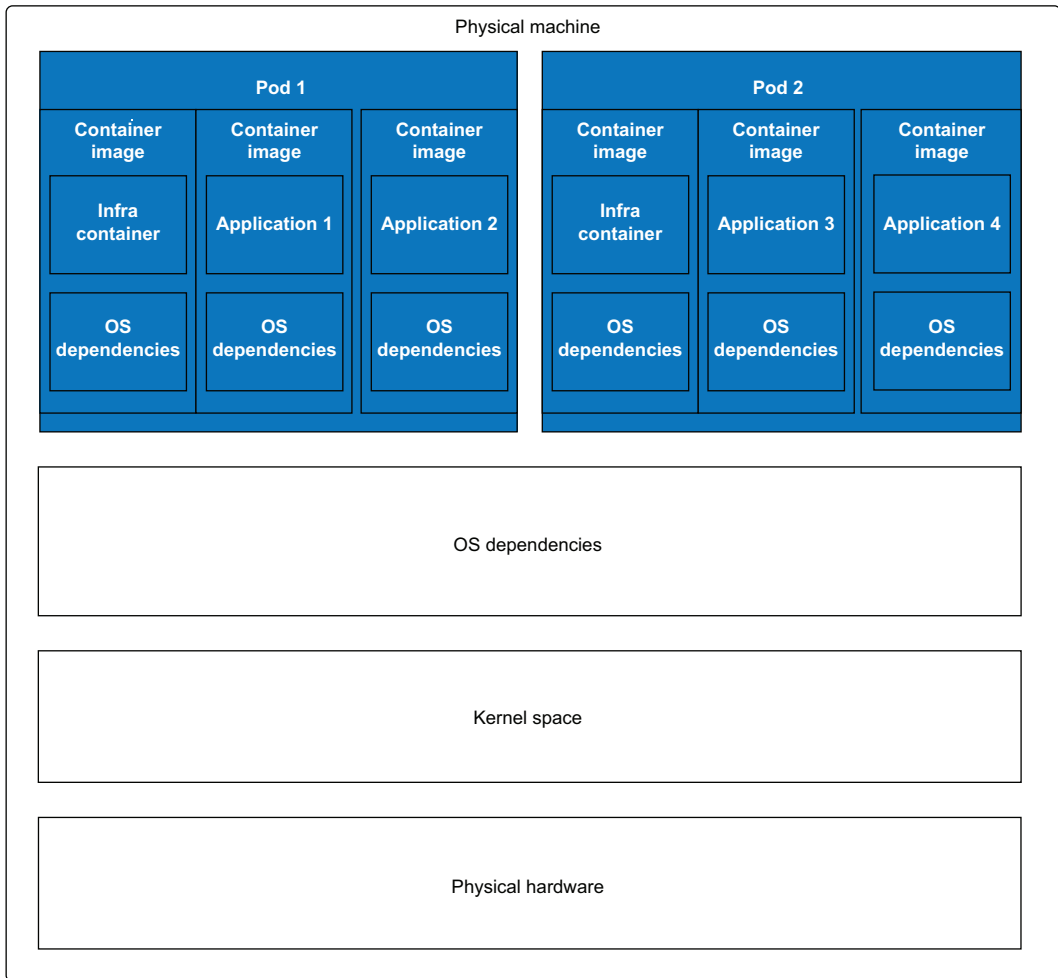 Physical machine
Pod 1
Pod 2
Container
image
Container
image
Container
image
Container
image
Container
image
Container
image
Infra
container
Application 1
Application 2
Infra
container
Application 3
Application 4
OS
dependencies
OS
dependencies
OS
dependencies
OS
dependencies
OS
dependencies
OS
dependencies
OS dependencies
Kernel space
Physical hardware